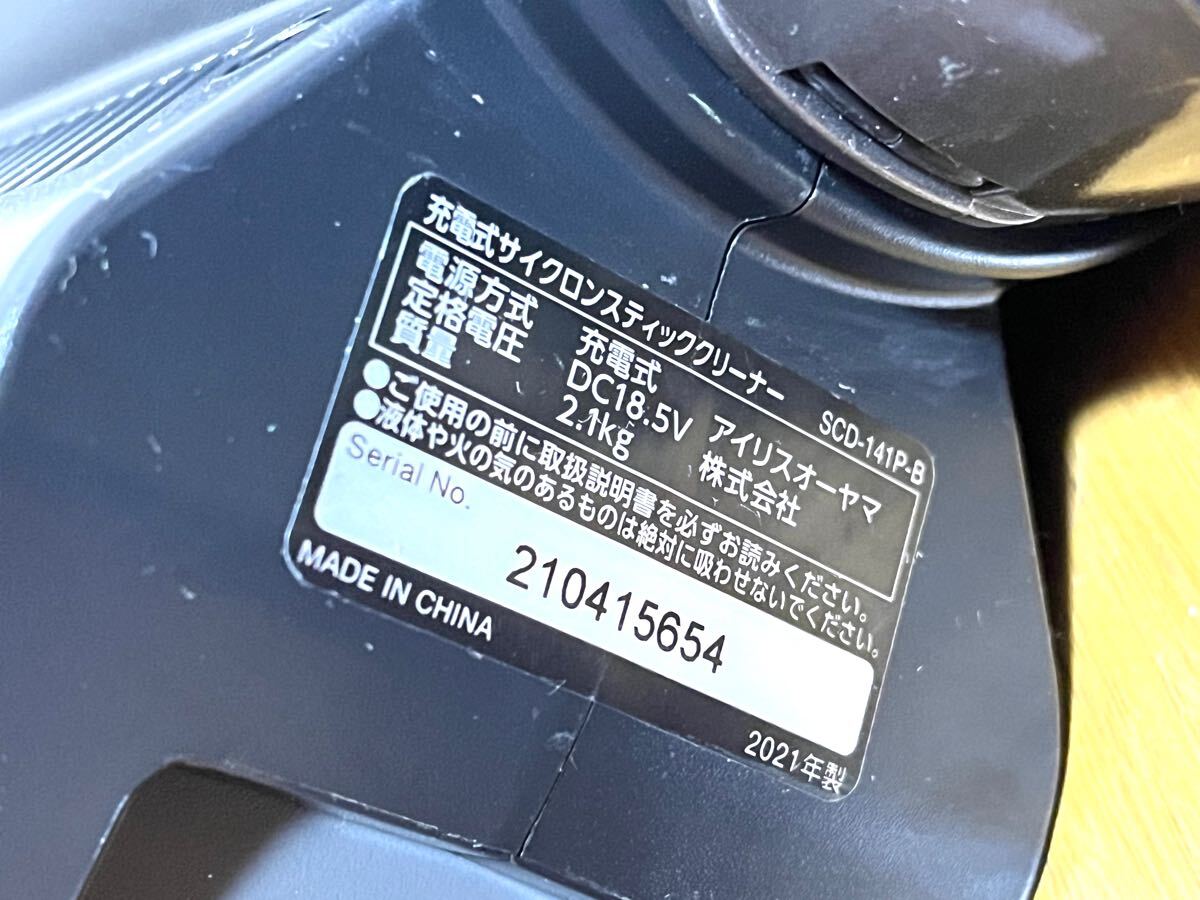 充電式サイクロンスティッククリーナー SCD-141P-B
電源方式 充電式
定格電圧 DC18.5V アイリスオーヤマ
質量 2.1kg 株式会社
●ご使用の前に取扱説明書を必ずお読みください。
●液体や火の気のあるものは絶対に吸わせないでください。
Serial No.
210415654
MADE IN CHINA 2021年製